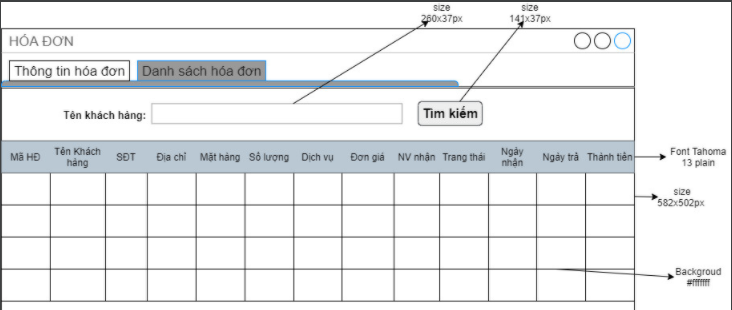 size
260x37px
size
141x37px
HÓA ĐƠN
Thông tin hóa đơn
Danh sách hóa đơn
Tên khách hàng:
Tìm kiếm
Mã HĐ
Tên Khách
hàng
SĐT
Địa chỉ
Mặt hàng
Số lượng
Dịch vụ
Đơn giá
NV nhận
Trạng thái
Ngày
nhận
Ngày trả
Thành tiền
Font Tahoma
13 plain
size
582x502px
Backgroud
#fffffff